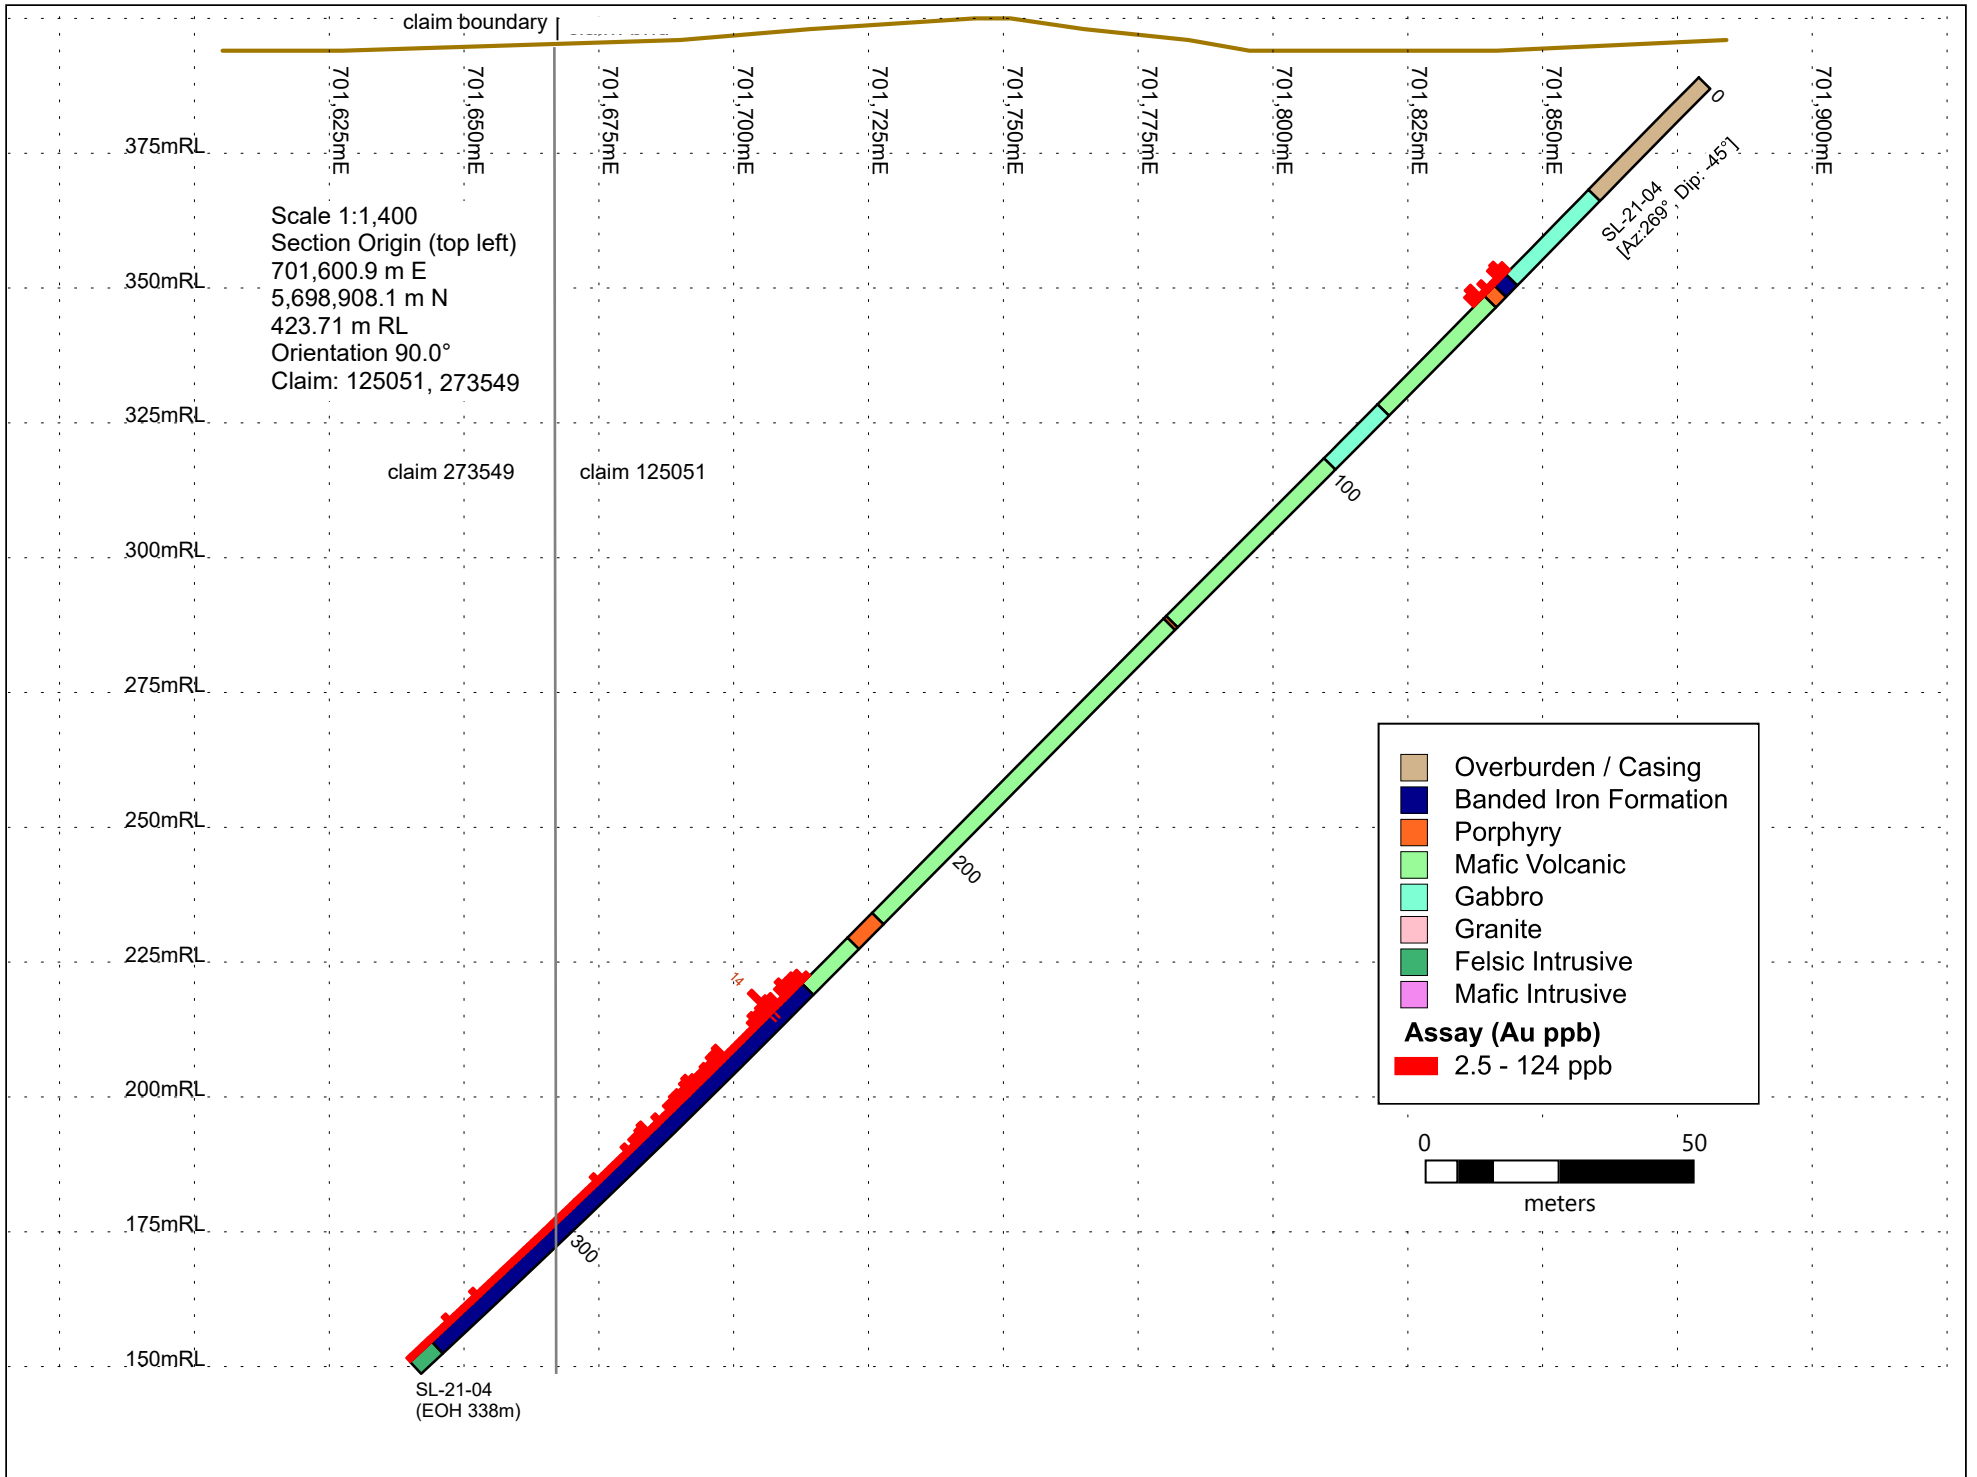 claim boundary
701,625mE
701,650mE
701,675mE
701,700mE
701,725mE
701,750mE
701,775mE
701,800mE
701,825mE
701,850mE
701,900mE
0
SL-21-04
[Az:269°, Dip: -45°]
375mRL
350mRL
325mRL
300mRL
275mRL
250mRL
225mRL
200mRL
175mRL
150mRL
Scale 1:1,400
Section Origin (top left)
701,600.9 m E
5,698,908.1 m N
423.71 m RL
Orientation 90.0°
Claim: 125051, 273549
claim 273549
claim 125051
100
200
14
11
300
SL-21-04
(EOH 338m)
Overburden / Casing
Banded Iron Formation
Porphyry
Mafic Volcanic
Gabbro
Granite
Felsic Intrusive
Mafic Intrusive
Assay (Au ppb)
2.5 - 124 ppb
0 50
meters